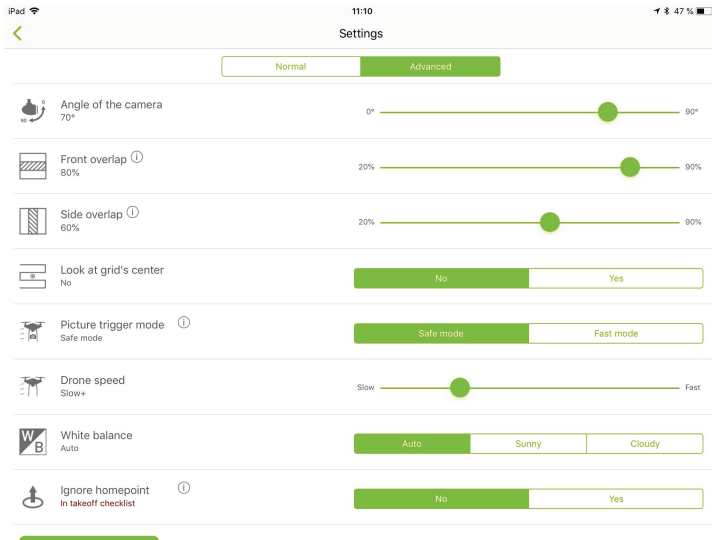 iPad 11:10 47 %
Settings
Normal Advanced
Angle of the camera
70°
0° 90°
0
90
Front overlap i
80%
20% 90%
Side overlap i
60%
20% 90%
Look at grid's center
No
No Yes
Picture trigger mode i
Safe mode
Safe mode Fast mode
Drone speed
Slow+
Slow Fast
W
B
White balance
Auto
Auto Sunny Cloudy
Ignore homepoint i
In takeoff checklist
No Yes